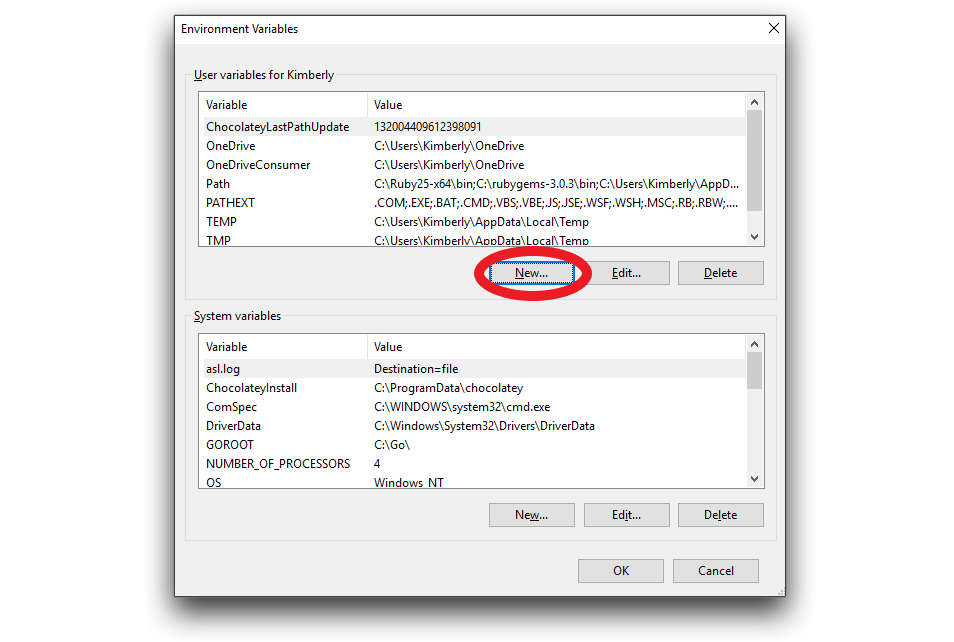 Environment Variables
User variables for Kimberly
Variable Value
ChocolateyLastPathUpdate 132004409612398091
OneDrive C:\Users\Kimberly\OneDrive
OneDriveConsumer C:\Users\Kimberly\OneDrive
Path C:\Ruby25-x64\bin;C:\rubygems-3.0.3\bin;C:\Users\Kimberly\AppD...
PATHEXT .COM;.EXE;.BAT;.CMD;.VBS;.VBE;.JS;.JSE;.WSF;.WSH;.MSC;.RB;.RBW;....
TEMP C:\Users\Kimberly\AppData\Local\Temp
TMP C:\Users\Kimberly\AppData\Local\Temp
New... Edit... Delete
System variables
Variable Value
asl.log Destination=file
ChocolateyInstall C:\ProgramData\chocolatey
ComSpec C:\WINDOWS\system32\cmd.exe
DriverData C:\Windows\System32\Drivers\DriverData
GOROOT C:\Go\
NUMBER_OF_PROCESSORS 4
OS Windows_NT
New... Edit... Delete
OK Cancel